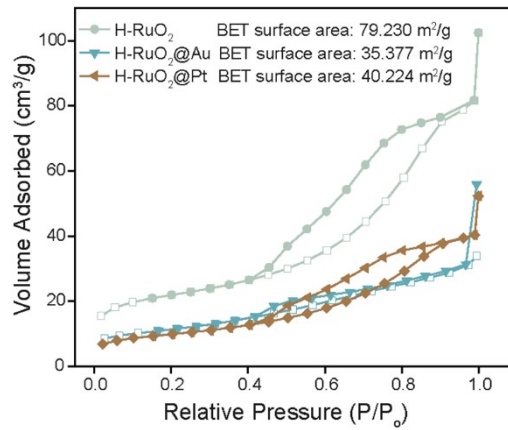 H-RuO₂ BET surface area: 79.230 m²/g
H-RuO₂@Au BET surface area: 35.377 m²/g
H-RuO₂@Pt BET surface area: 40.224 m²/g
Volume Adsorbed (cm³/g)
100
80
60
40
20
0
0.0 0.2 0.4 0.6 0.8 1.0
Relative Pressure (P/Pₒ)